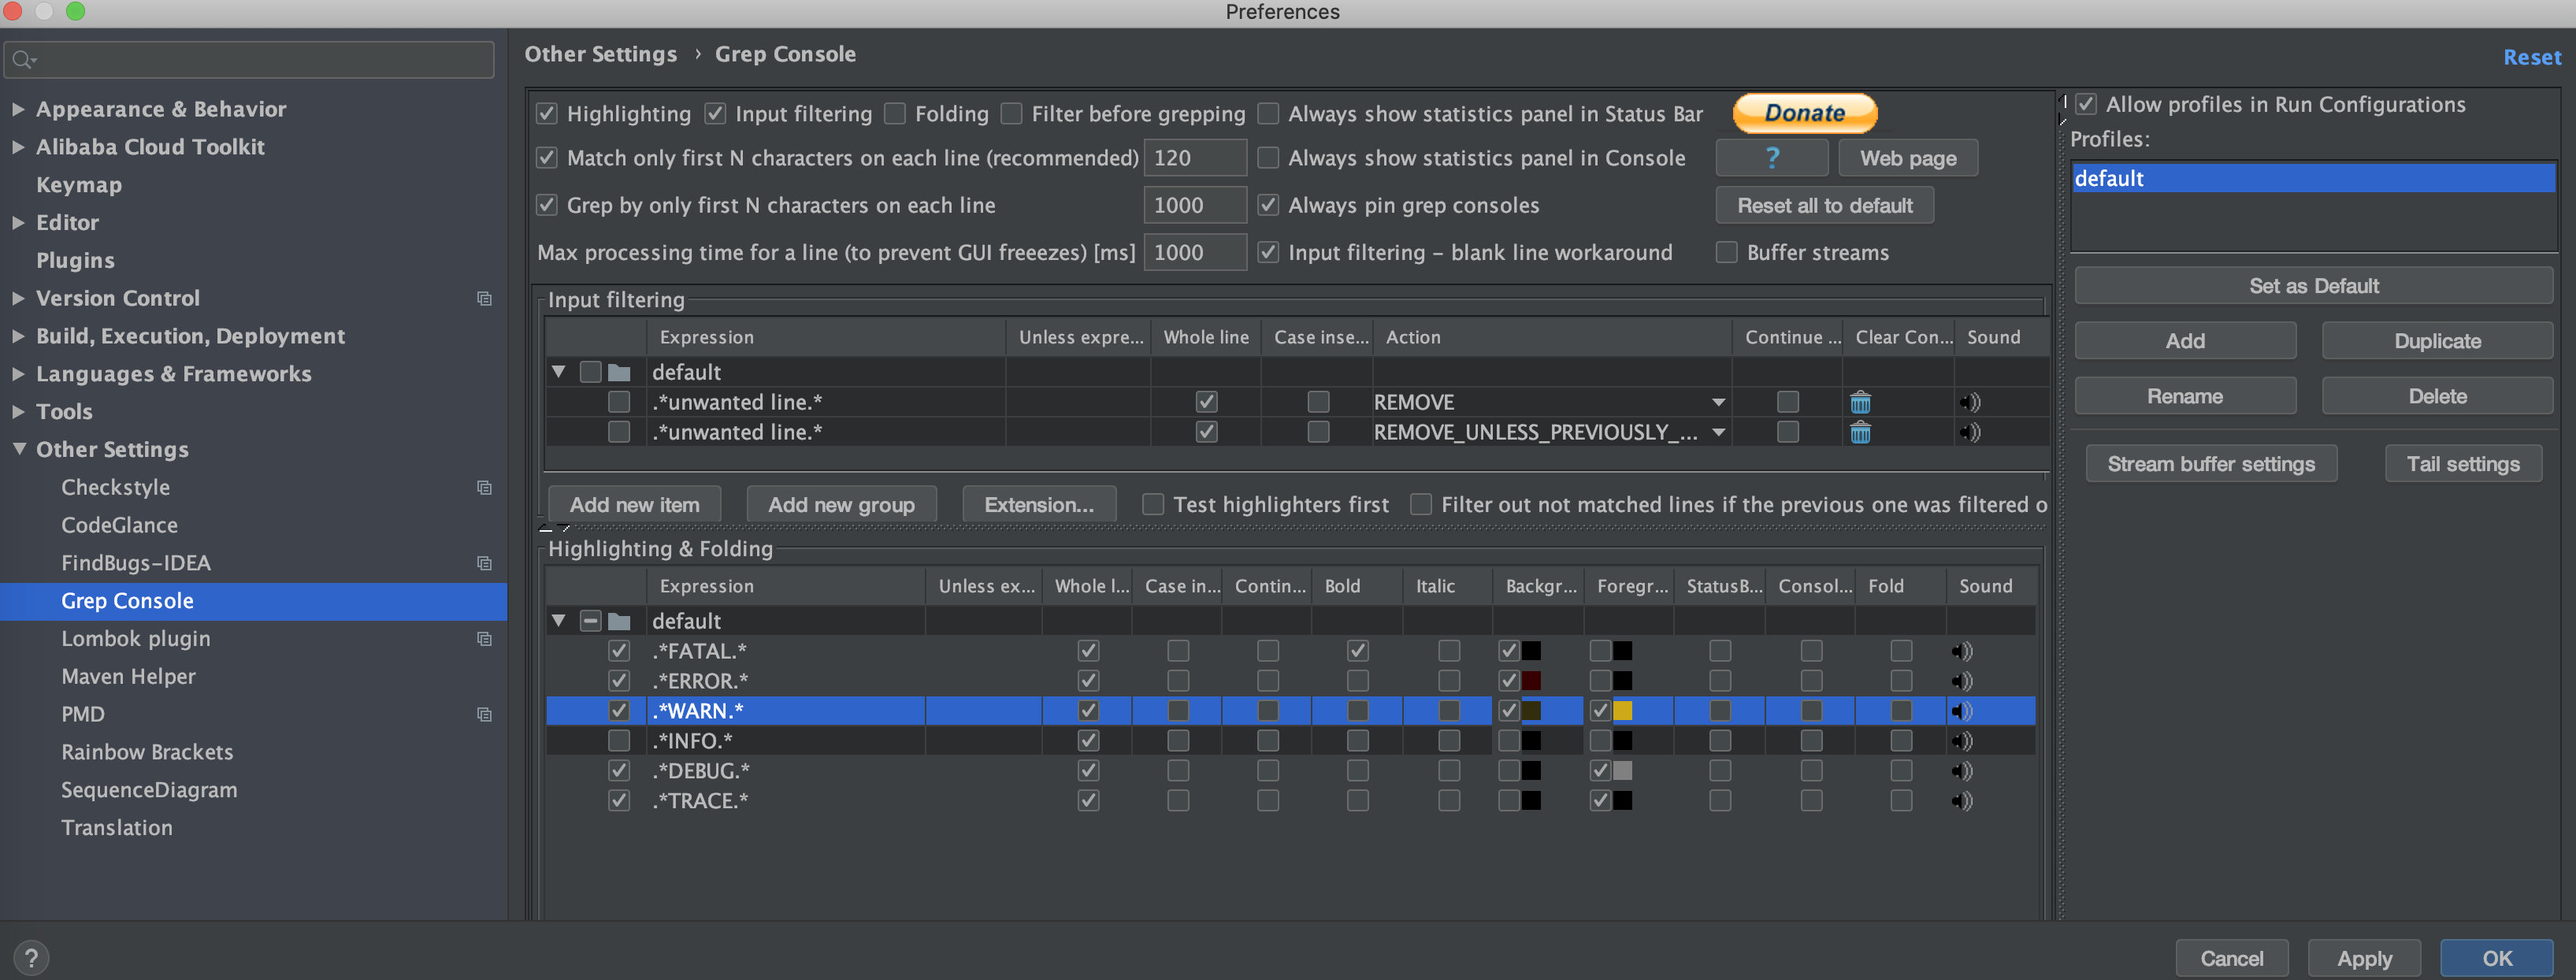 Preferences
Other Settings › Grep Console
Reset
Appearance & Behavior
Alibaba Cloud Toolkit
Keymap
Editor
Plugins
Version Control
Build, Execution, Deployment
Languages & Frameworks
Tools
Other Settings
Checkstyle
CodeGlance
FindBugs-IDEA
Grep Console
Lombok plugin
Maven Helper
PMD
Rainbow Brackets
SequenceDiagram
Translation
Highlighting Input filtering Folding Filter before grepping Always show statistics panel in Status Bar Donate
Match only first N characters on each line (recommended) 120 Always show statistics panel in Console ? Web page
Grep by only first N characters on each line 1000 Always pin grep consoles Reset all to default
Max processing time for a line (to prevent GUI freeezes) [ms] 1000 Input filtering - blank line workaround Buffer streams
Input filtering
Expression Unless expre... Whole line Case inse... Action Continue ... Clear Con... Sound
default
.*unwanted line.* REMOVE
.*unwanted line.* REMOVE_UNLESS_PREVIOUSLY_...
Add new item Add new group Extension... Test highlighters first Filter out not matched lines if the previous one was filtered o
Highlighting & Folding
Expression Unless ex... Whole l... Case in... Contin... Bold Italic Backgr... Foregr... StatusB... Consol... Fold Sound
default
.*FATAL.*
.*ERROR.*
.*WARN.*
.*INFO.*
.*DEBUG.*
.*TRACE.*
Allow profiles in Run Configurations
Profiles:
default
Set as Default
Add Duplicate
Rename Delete
Stream buffer settings Tail settings
? Cancel Apply OK